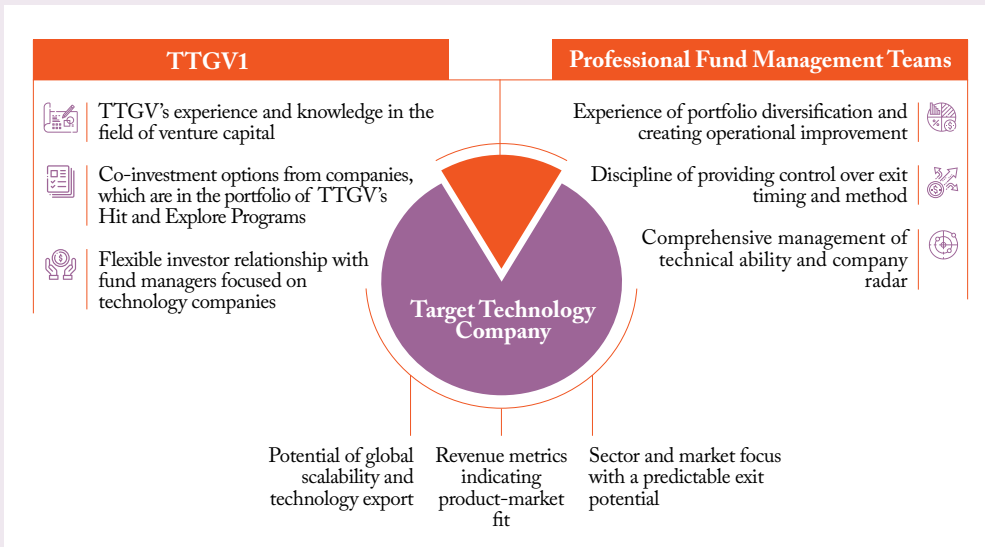 TTGV1
TTGV's experience and knowledge in the
field of venture capital
Co-investment options from companies,
which are in the portfolio of TTGV's
Hit and Explore Programs
Flexible investor relationship with
fund managers focused on
technology companies
Professional Fund Management Teams
Experience of portfolio diversification and
creating operational improvement
Discipline of providing control over exit
timing and method
Comprehensive management of
technical ability and company
radar
Target Technology
Company
Potential of global
scalability and
technology export
Revenue metrics
indicating
product-market
fit
Sector and market focus
with a predictable exit
potential